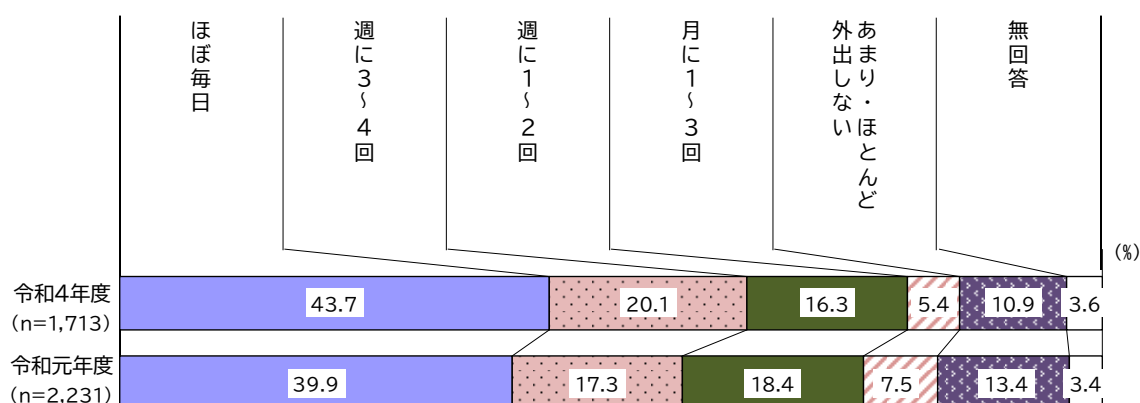 ほぼ毎日
週に3～4回
週に1～2回
月に1～3回
あまり・ほとんど
外出しない
無回答
(%)
令和4年度
(n=1,713)
43.7
20.1
16.3
5.4
10.9
3.6
令和元年度
(n=2,231)
39.9
17.3
18.4
7.5
13.4
3.4